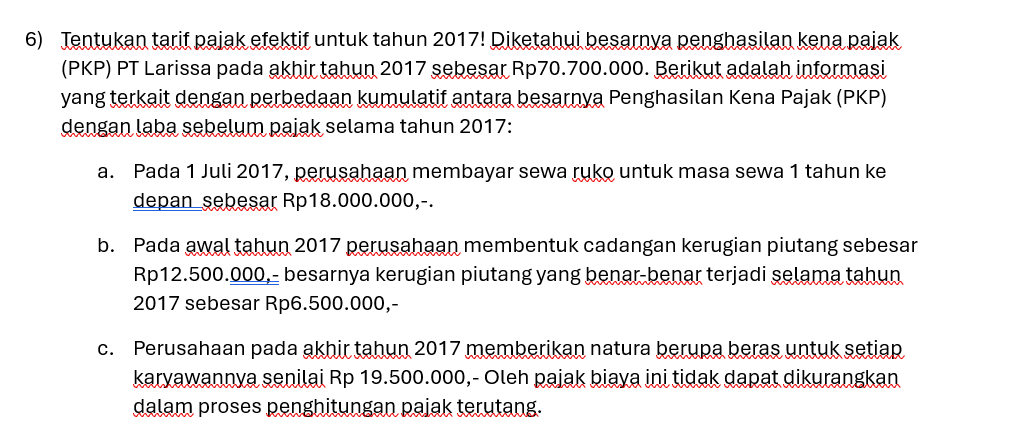 6) Tentukan tarif pajak efektif untuk tahun 2017! Diketahui besarnya penghasilan kena pajak
(PKP) PT Larissa pada akhir tahun 2017 sebesar Rp70.700.000. Berikut adalah informasi
yang terkait dengan perbedaan kumulatif antara besarnya Penghasilan Kena Pajak (PKP)
dengan laba sebelum pajak selama tahun 2017:
a. Pada 1 Juli 2017, perusahaan membayar sewa ruko untuk masa sewa 1 tahun ke
depan sebesar Rp18.000.000,-.
b. Pada awal tahun 2017 perusahaan membentuk cadangan kerugian piutang sebesar
Rp12.500.000,- besarnya kerugian piutang yang benar-benar terjadi selama tahun
2017 sebesar Rp6.500.000,-
c. Perusahaan pada akhir tahun 2017 memberikan natura berupa beras untuk setiap
karyawannya senilai Rp 19.500.000,- Oleh pajak biaya ini tidak dapat dikurangkan
dalam proses penghitungan pajak terutang.